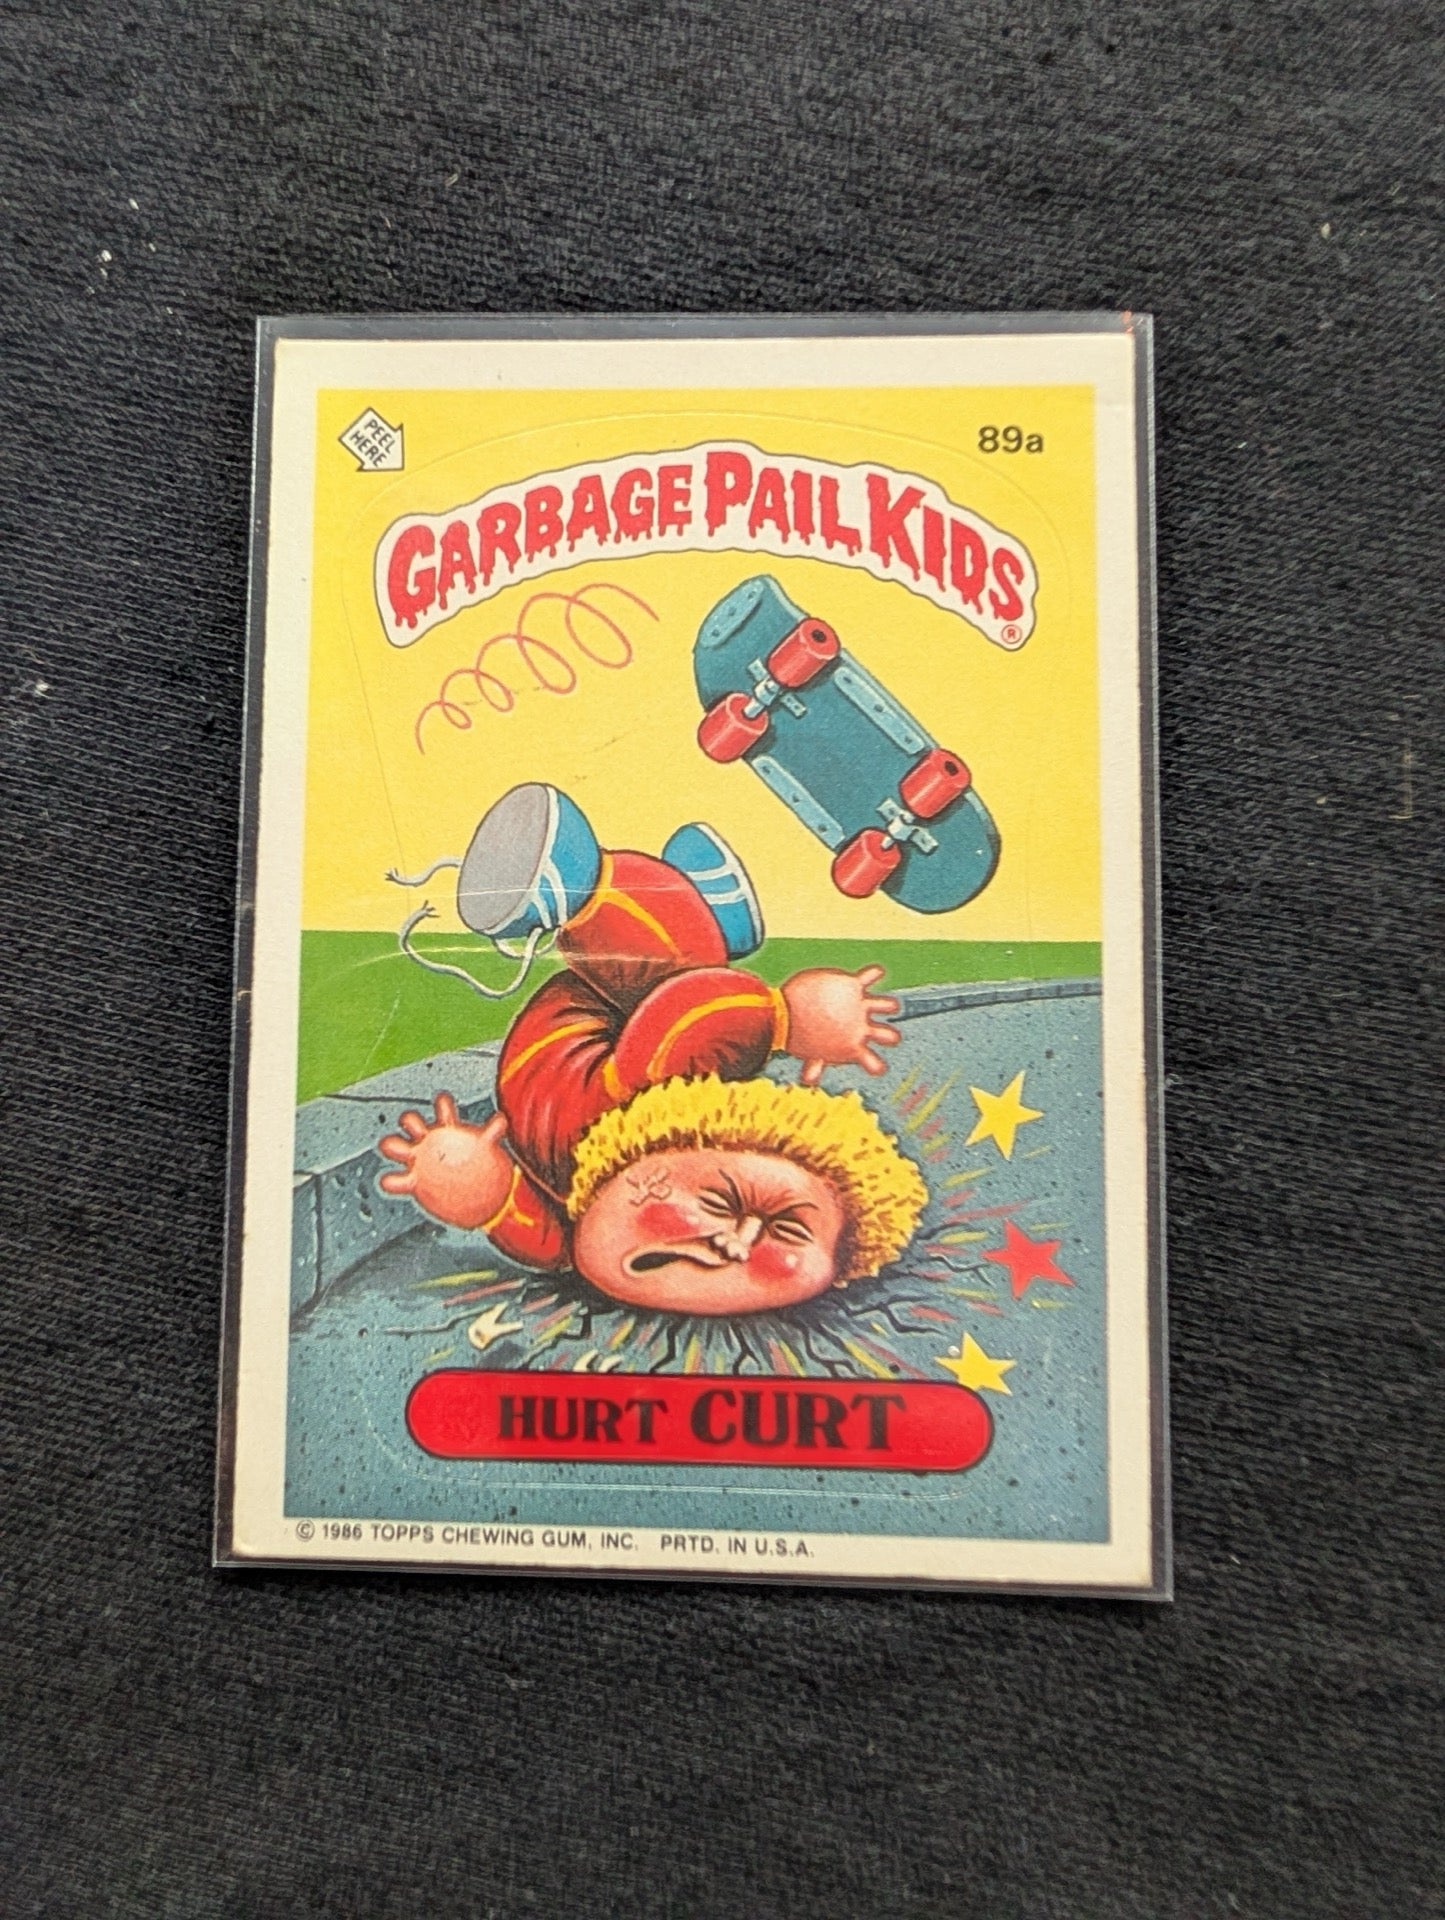 PEEL
HERE
89a
GARBAGE PAIL KIDS
®
HURT CURT
© 1986 TOPPS CHEWING GUM, INC. PRTD. IN U.S.A.